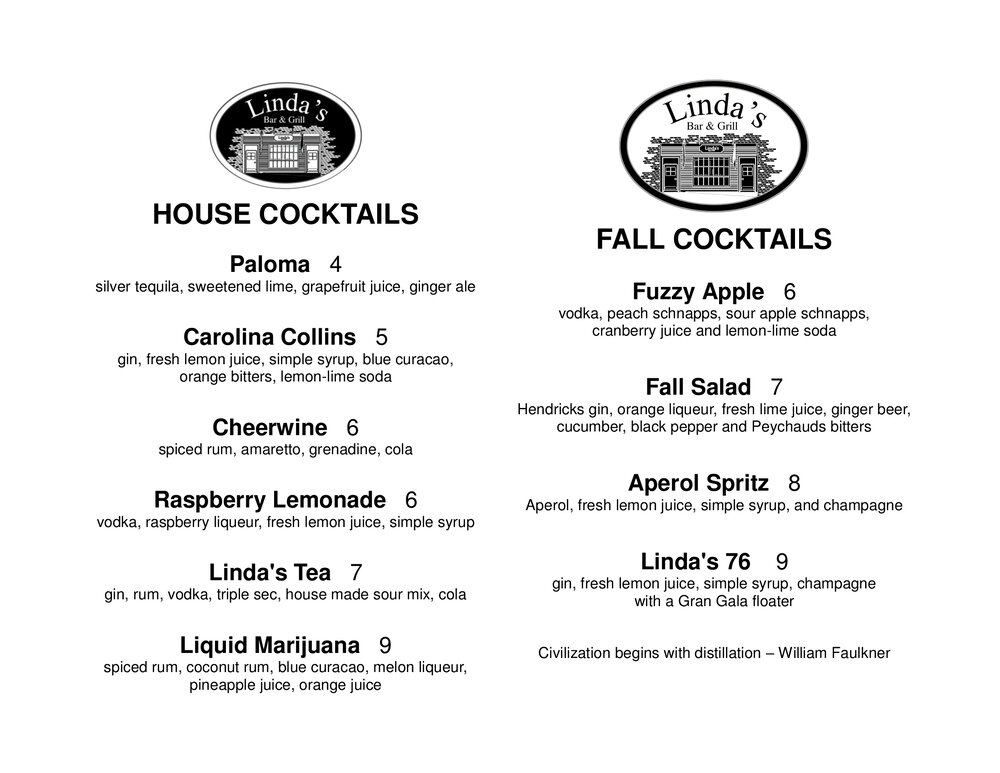 Linda's
Bar & Grill
Linda's
HOUSE COCKTAILS
Paloma 4
silver tequila, sweetened lime, grapefruit juice, ginger ale
Carolina Collins 5
gin, fresh lemon juice, simple syrup, blue curacao,
orange bitters, lemon-lime soda
Cheerwine 6
spiced rum, amaretto, grenadine, cola
Raspberry Lemonade 6
vodka, raspberry liqueur, fresh lemon juice, simple syrup
Linda's Tea 7
gin, rum, vodka, triple sec, house made sour mix, cola
Liquid Marijuana 9
spiced rum, coconut rum, blue curacao, melon liqueur,
pineapple juice, orange juice
Linda's
Bar & Grill
Linda's
FALL COCKTAILS
Fuzzy Apple 6
vodka, peach schnapps, sour apple schnapps,
cranberry juice and lemon-lime soda
Fall Salad 7
Hendricks gin, orange liqueur, fresh lime juice, ginger beer,
cucumber, black pepper and Peychauds bitters
Aperol Spritz 8
Aperol, fresh lemon juice, simple syrup, and champagne
Linda's 76 9
gin, fresh lemon juice, simple syrup, champagne
with a Gran Gala floater
Civilization begins with distillation – William Faulkner